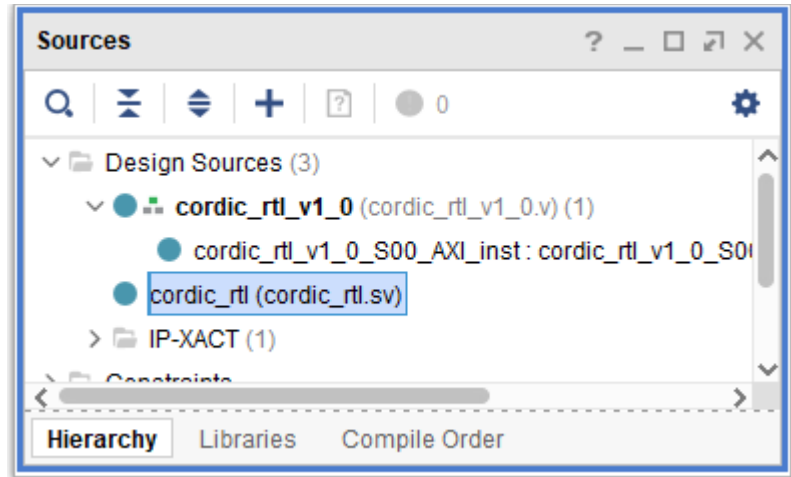 Sources ?
0
Design Sources (3)
cordic_rtl_v1_0 (cordic_rtl_v1_0.v) (1)
cordic_rtl_v1_0_S00_AXI_inst : cordic_rtl_v1_0_S0
cordic_rtl (cordic_rtl.sv)
IP-XACT (1)
Constraints
Hierarchy Libraries Compile Order